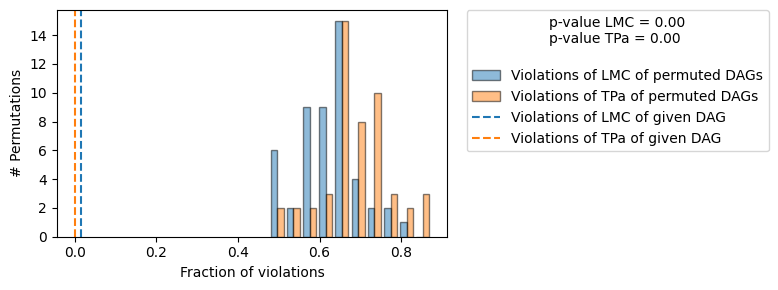 p-value LMC = 0.00
p-value TPa = 0.00
Violations of LMC of permuted DAGs
Violations of TPa of permuted DAGs
Violations of LMC of given DAG
Violations of TPa of given DAG
# Permutations
14
12
10
8
6
4
2
0
0.0 0.2 0.4 0.6 0.8
Fraction of violations